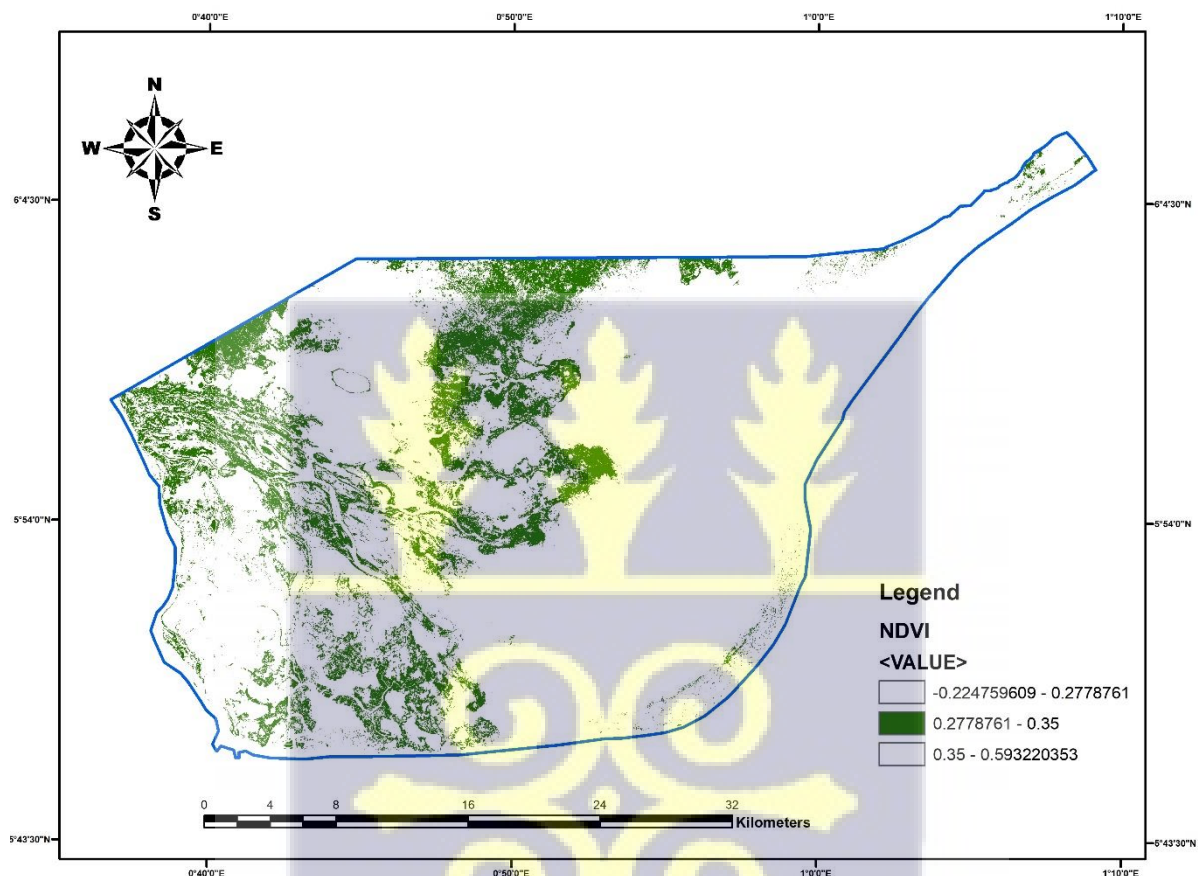 0°40'0"E
0°50'0"E
1°0'0"E
1°10'0"E
N
W E
S
6°4'30"N
6°4'30"N
5°54'0"N
5°54'0"N
Legend
NDVI
<VALUE>
-0.224759609 - 0.2778761
0.2778761 - 0.35
0.35 - 0.593220353
0 4 8 16 24 32
Kilometers
5°43'30"N
5°43'30"N
0°40'0"E
0°50'0"E
1°0'0"E
1°10'0"E